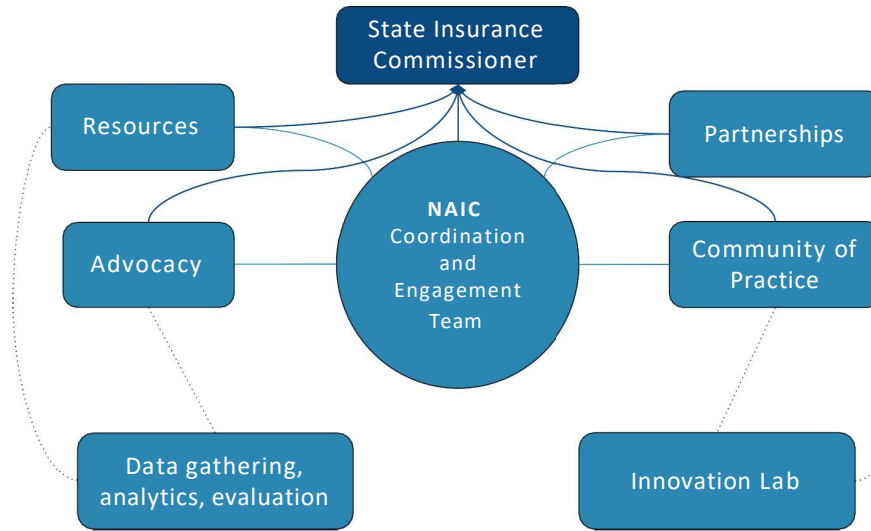 State Insurance
Commissioner
Resources
Partnerships
NAIC
Coordination
and
Engagement
Team
Advocacy
Community of
Practice
Data gathering,
analytics, evaluation
Innovation Lab